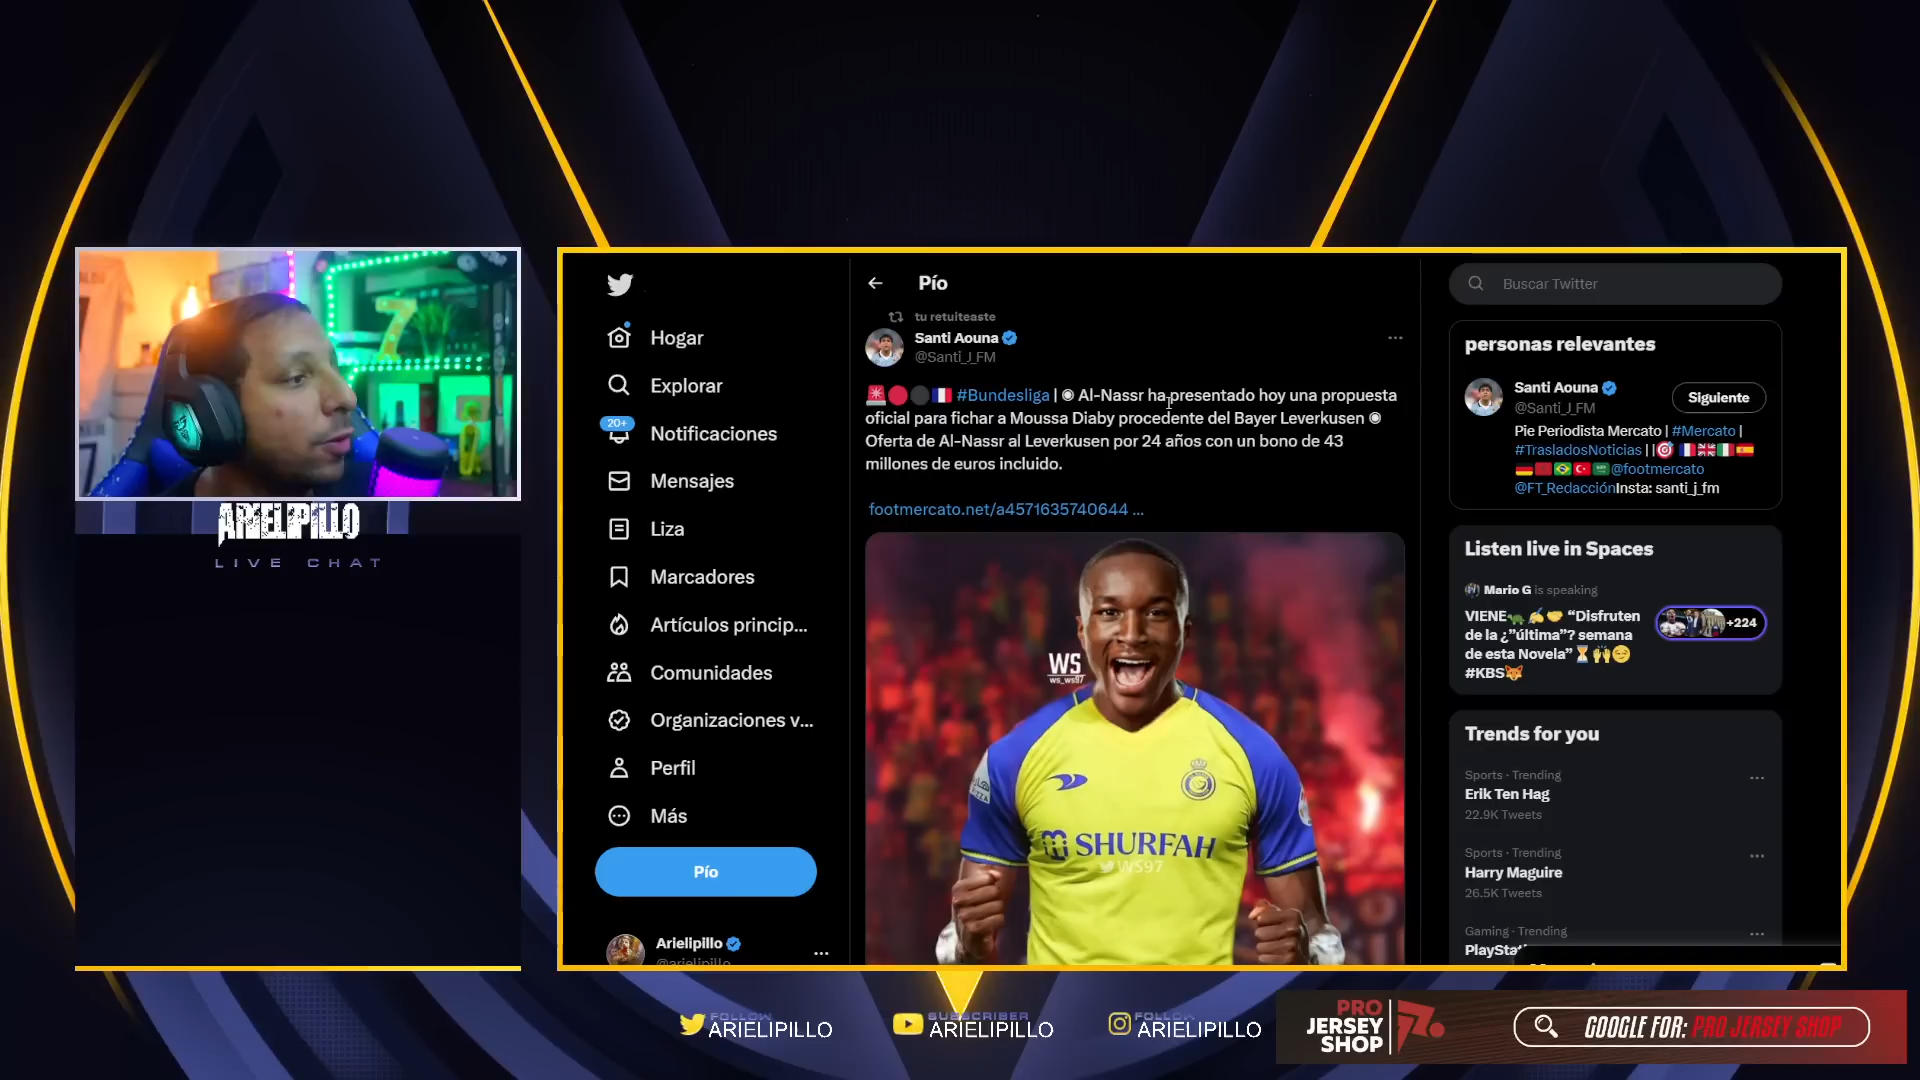 ARIELIPILLO
LIVE CHAT
Hogar
Explorar
20+
Notificaciones
Mensajes
Liza
Marcadores
Artículos princip...
Comunidades
Organizaciones v...
Perfil
Más
Pío
Arielipillo
@arielipillo
Pío
tu retuiteaste
Santi Aouna
@Santi_J_FM
#Bundesliga | ◉ Al-Nassr ha presentado hoy una propuesta
oficial para fichar a Moussa Diaby procedente del Bayer Leverkusen ◉
Oferta de Al-Nassr al Leverkusen por 24 años con un bono de 43
millones de euros incluido.
footmercato.net/a4571635740644 ...
WS
ws_ws97
SHURFAH
WS97
Buscar Twitter
personas relevantes
Santi Aouna
@Santi_J_FM
Siguiente
Pie Periodista Mercato | #Mercato |
#TrasladosNoticias | |
@footmercato
@FT_RedacciónInsta: santi_j_fm
Listen live in Spaces
Mario G is speaking
VIENE “Disfruten
de la ¿”última”? semana
de esta Novela”
#KBS
+224
Trends for you
Sports · Trending
Erik Ten Hag
22.9K Tweets
Sports · Trending
Harry Maguire
26.5K Tweets
Gaming · Trending
FOLLOW
ARIELIPILLO
SUBSCRIBER
ARIELIPILLO
FOLLOW
ARIELIPILLO
PRO
JERSEY
SHOP
GOOGLE FOR: PRO JERSEY SHOP